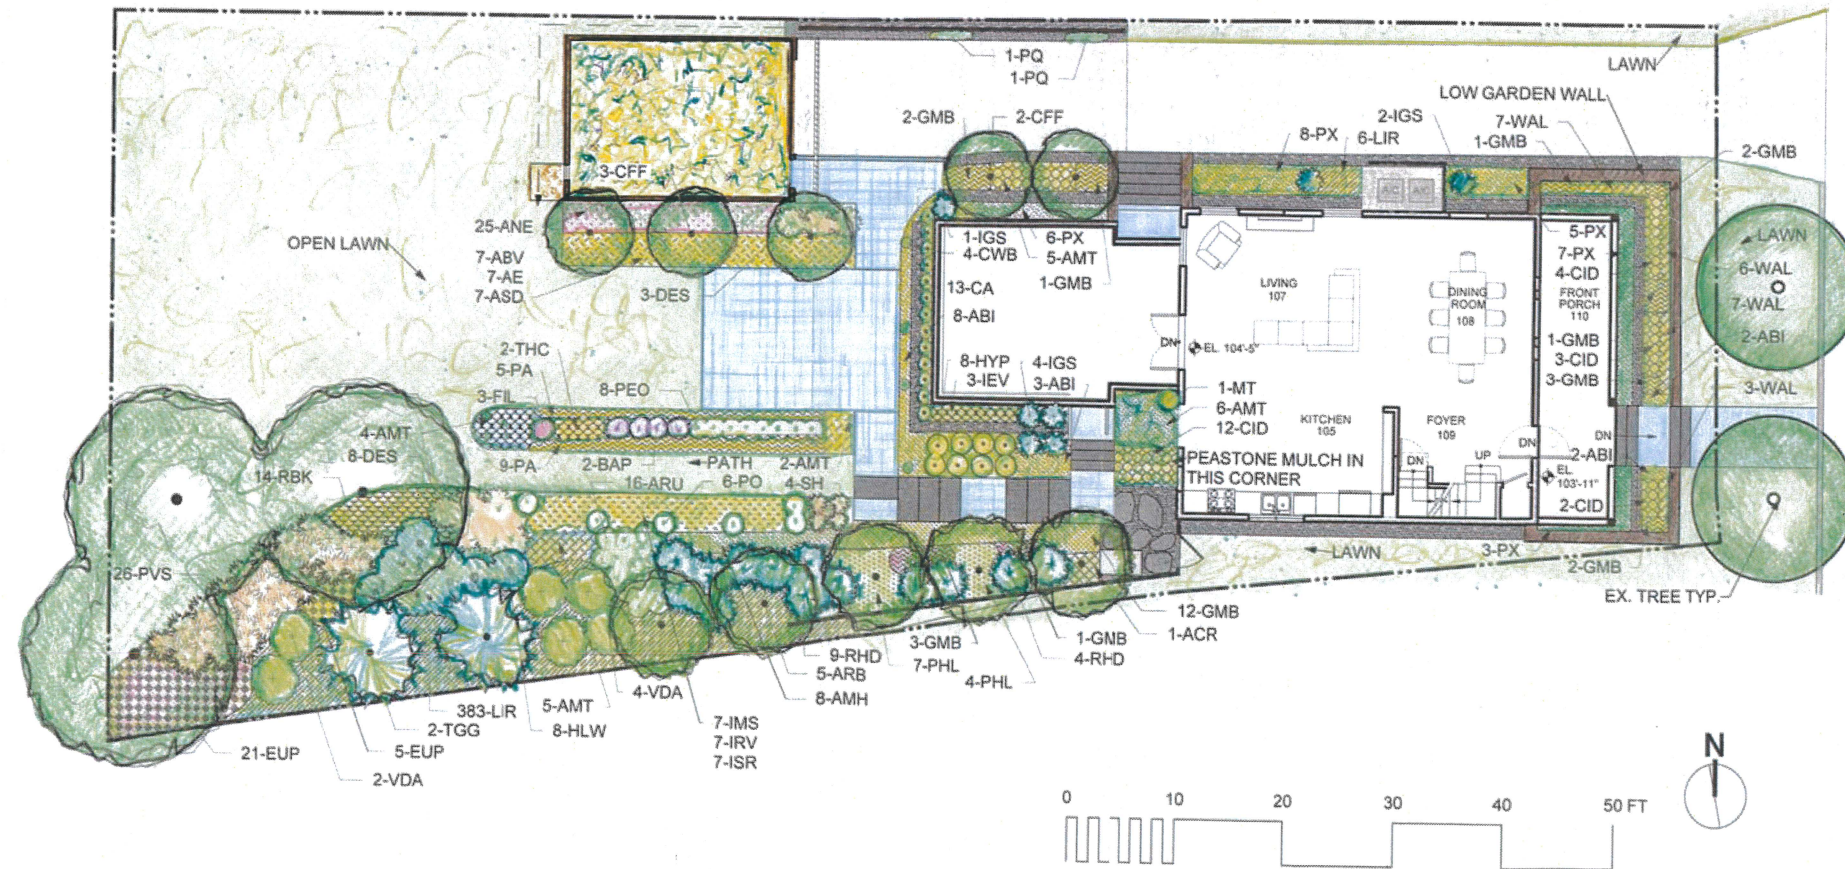 1-PQ
1-PQ
LAWN
LOW GARDEN WALL
2-GMB
2-CFF
8-PX
6-LIR
2-IGS
7-WAL
1-GMB
2-GMB
3-CFF
A/C
A/C
25-ANE
7-ABV
7-AE
7-ASD
OPEN LAWN
3-DES
1-IGS
4-CWB
6-PX
5-AMT
1-GMB
13-CA
8-ABI
LIVING
107
DINING
ROOM
108
5-PX
7-PX
4-CID
FRONT
PORCH
110
LAWN
6-WAL
7-WAL
1-GMB
3-CID
3-GMB
2-ABI
3-WAL
DN
EL. 104'-5"
2-THC
5-PA
3-FIL
8-PEO
8-HYP
3-IEV
4-IGS
3-ABI
1-MT
6-AMT
12-CID
KITCHEN
105
FOYER
109
DN
DN
4-AMT
8-DES
14-RBK
9-PA
2-BAP
PATH
2-AMT
16-ARU
6-PO
4-SH
PEASTONE MULCH IN
THIS CORNER
DN
UP
2-ABI
EL.
103'-11"
2-CID
26-PVS
LAWN
3-PX
2-GMB
EX. TREE TYP.
12-GMB
1-ACR
1-GNB
4-RHD
3-GMB
7-PHL
4-PHL
9-RHD
5-ARB
8-AMH
4-VDA
5-AMT
8-HLW
7-IMS
7-IRV
7-ISR
383-LIR
2-TGG
5-EUP
2-VDA
21-EUP
N
0 10 20 30 40 50 FT